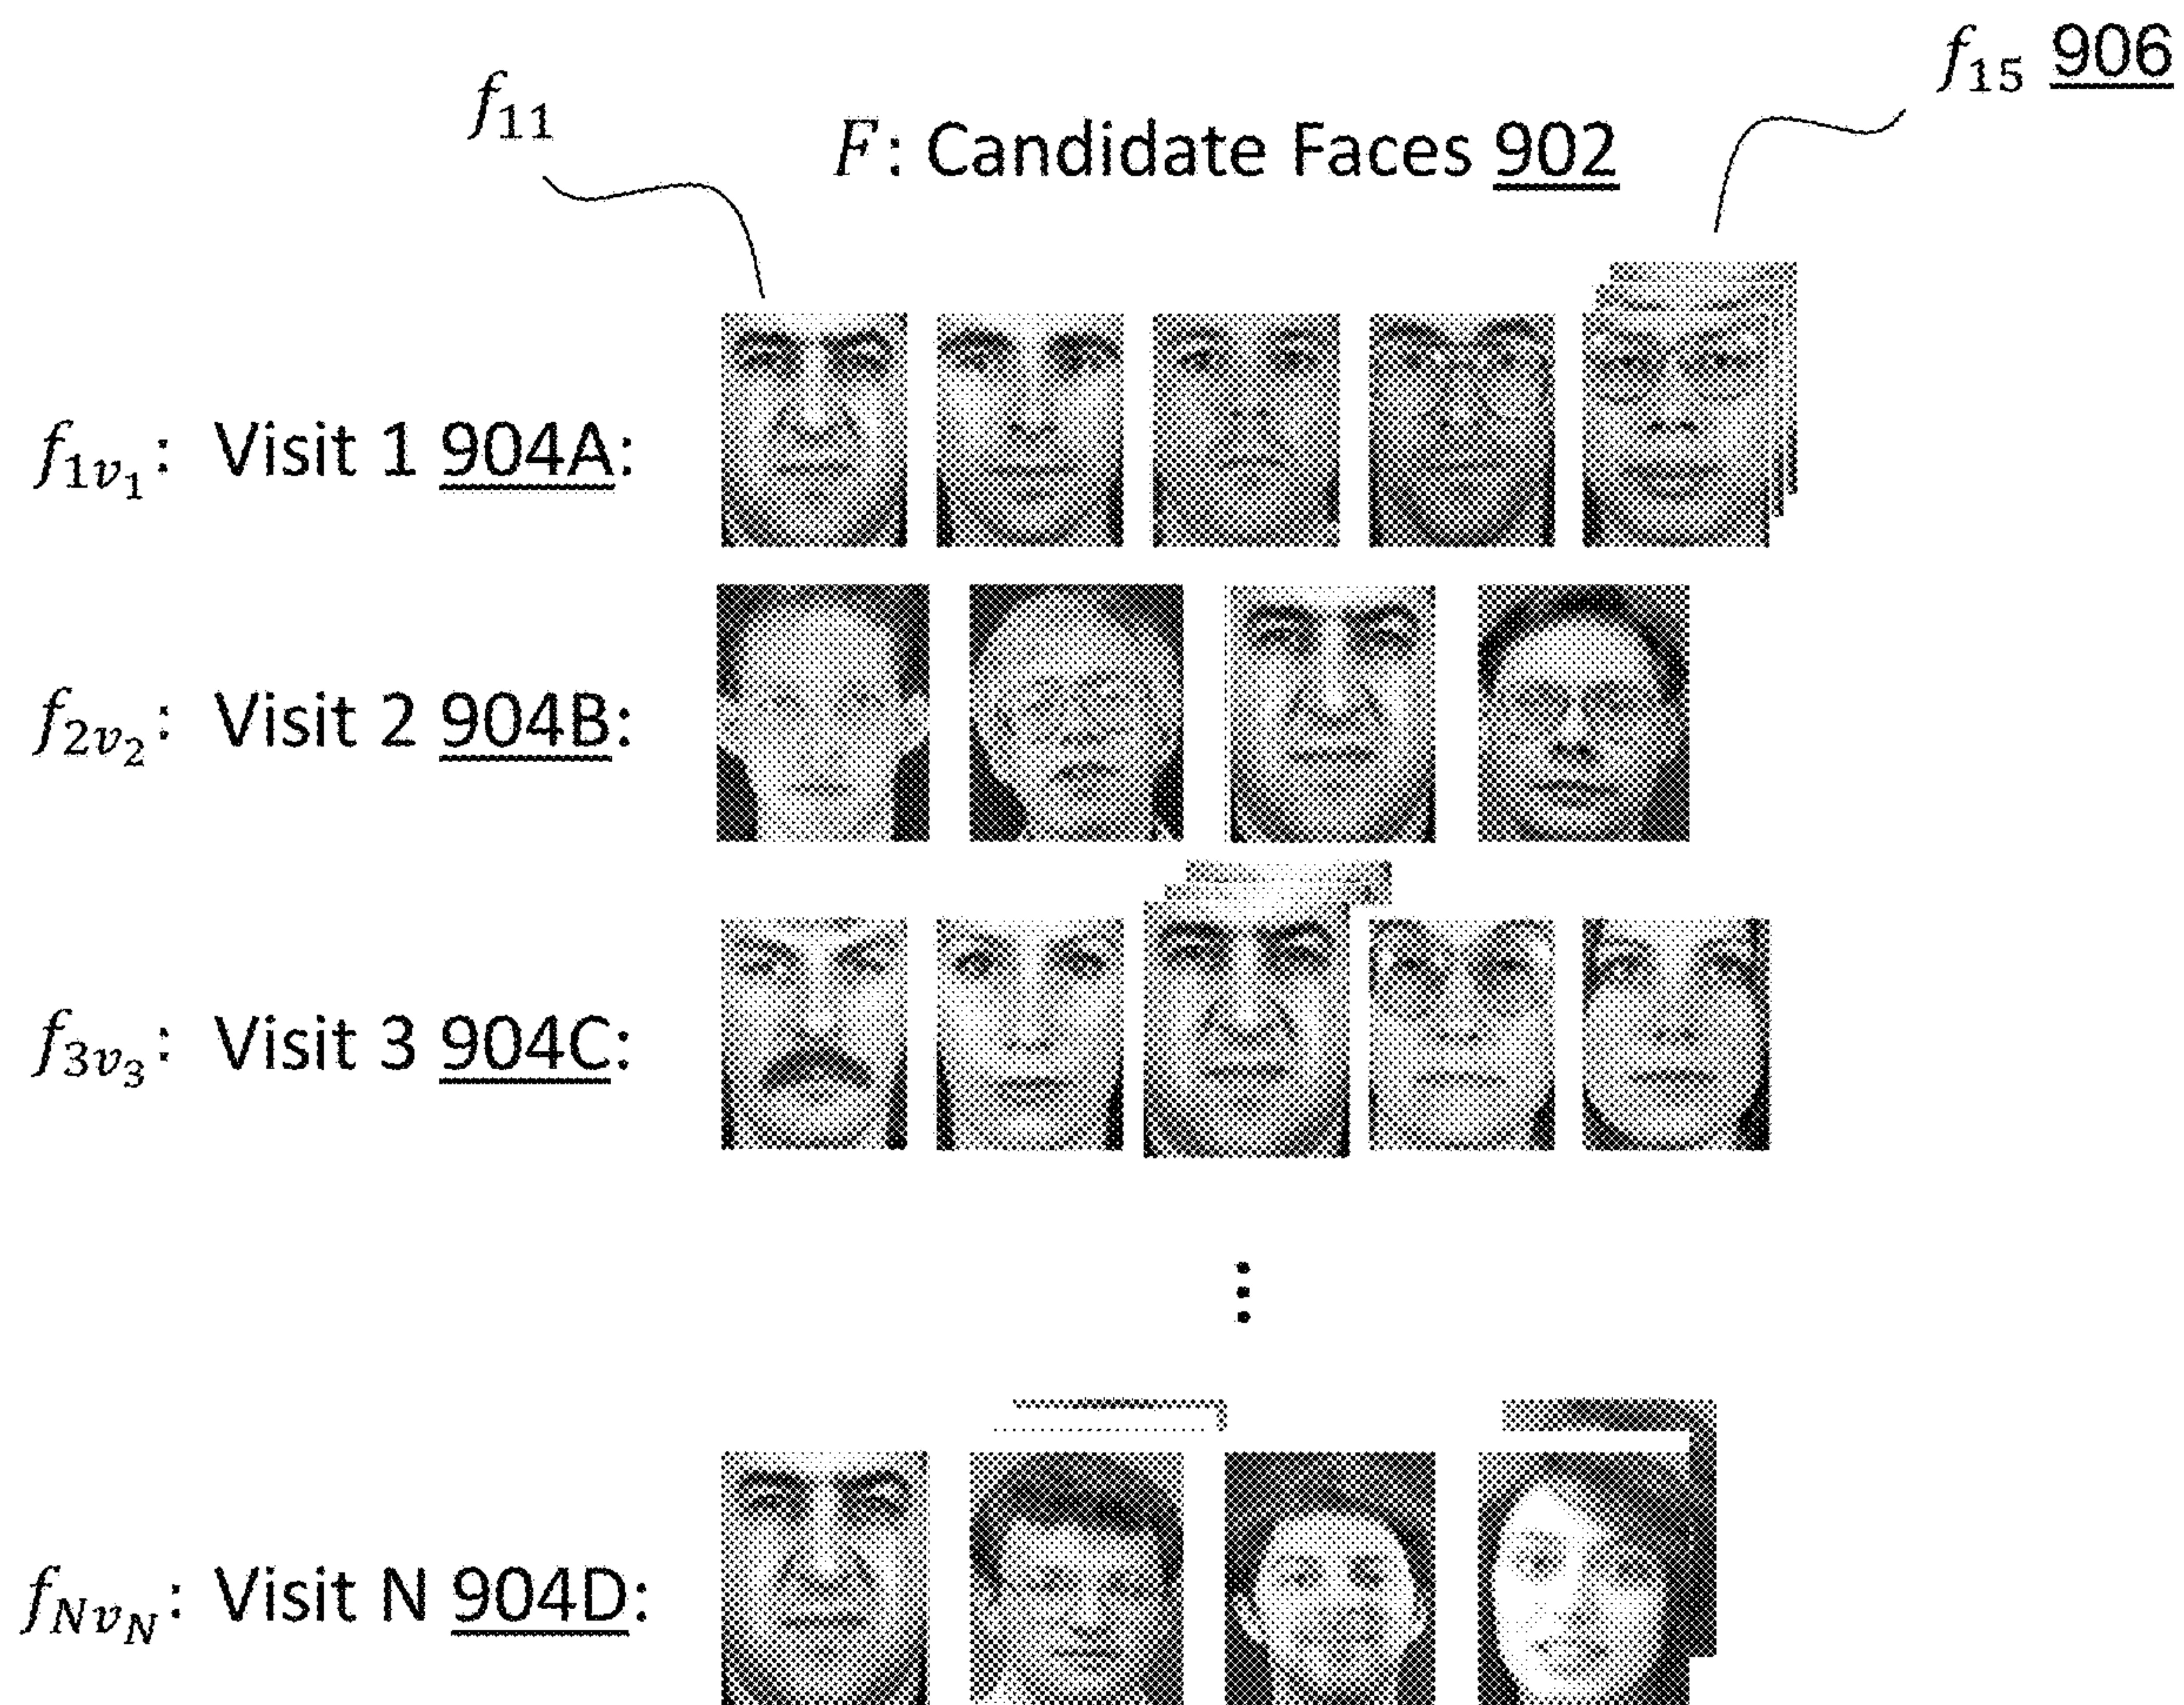 f₁₁
F: Candidate Faces 902
f₁₅ 906
f₁ᵥ₁: Visit 1 904A:
f₂ᵥ₂: Visit 2 904B:
f₃ᵥ₃: Visit 3 904C:
⋮
f_Nv_N: Visit N 904D: